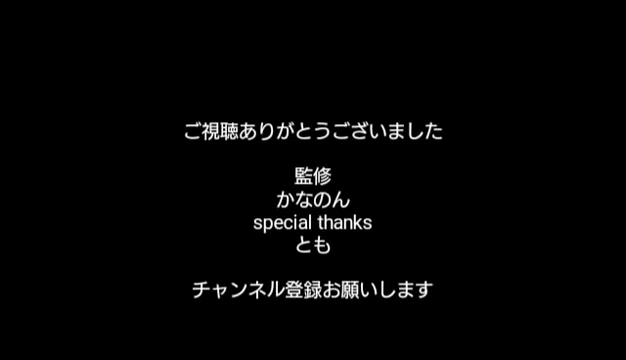 ご視聴ありがとうございました
監修
かなのん
special thanks
とも
チャンネル登録お願いします